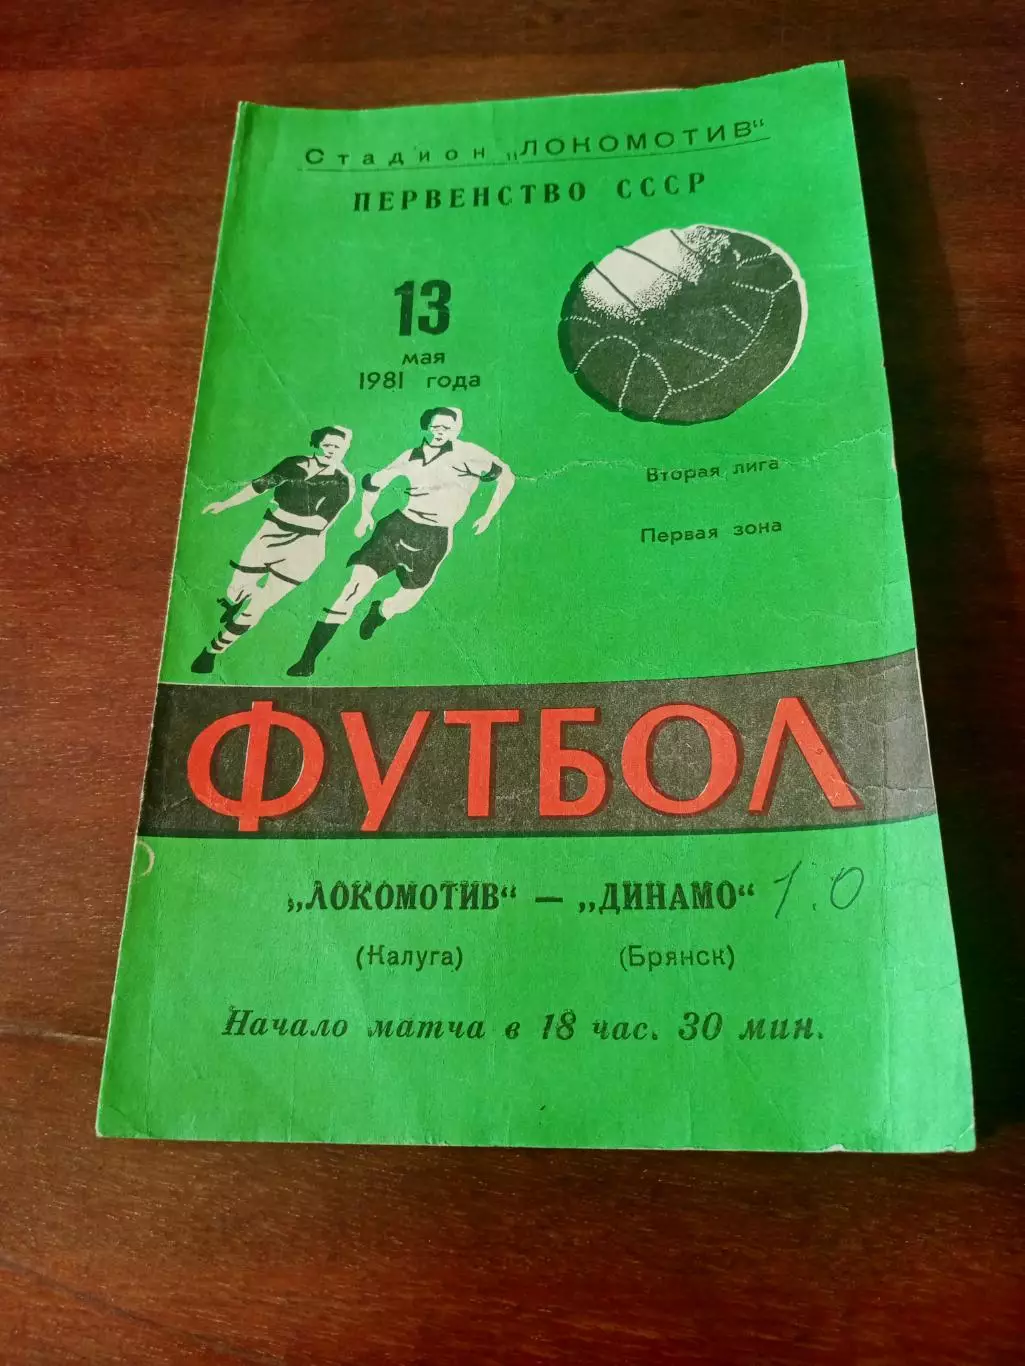 Стадион „ЛОКОМОТИВ“
ПЕРВЕНСТВО СССР
13
мая
1981 года
Вторая лига
Первая зона
ФУТБОЛ
„ЛОКОМОТИВ“ — „ДИНАМО“ 1:0
(Калуга) (Брянск)
Начало матча в 18 час. 30 мин.